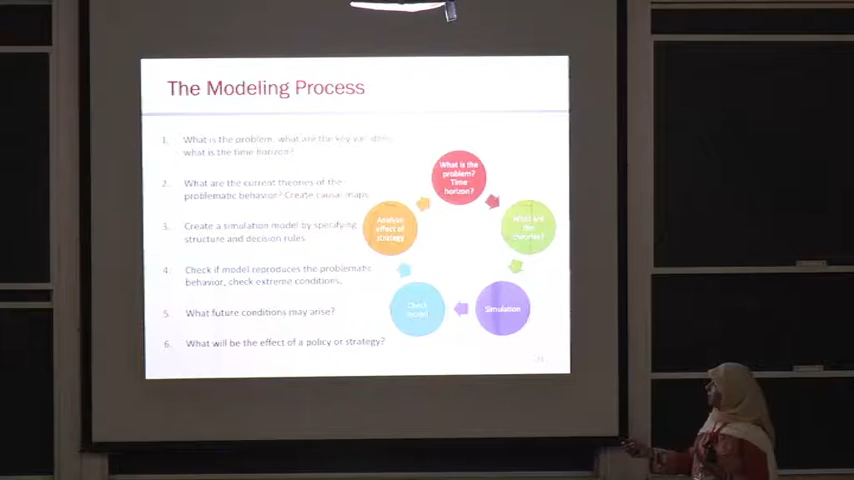 The Modeling Process
1. What is the problem, what are the key variables,
what is the time horizon?
2. What are the current theories of the
problematic behavior? Create causal maps.
3. Create a simulation model by specifying
structure and decision rules
4. Check if model reproduces the problematic
behavior, check extreme conditions.
5. What future conditions may arise?
6. What will be the effect of a policy or strategy?
What is the
problem?
Time
horizon?
What are
the
theories?
Simulation
Check
model
Analyze
effect of
strategy